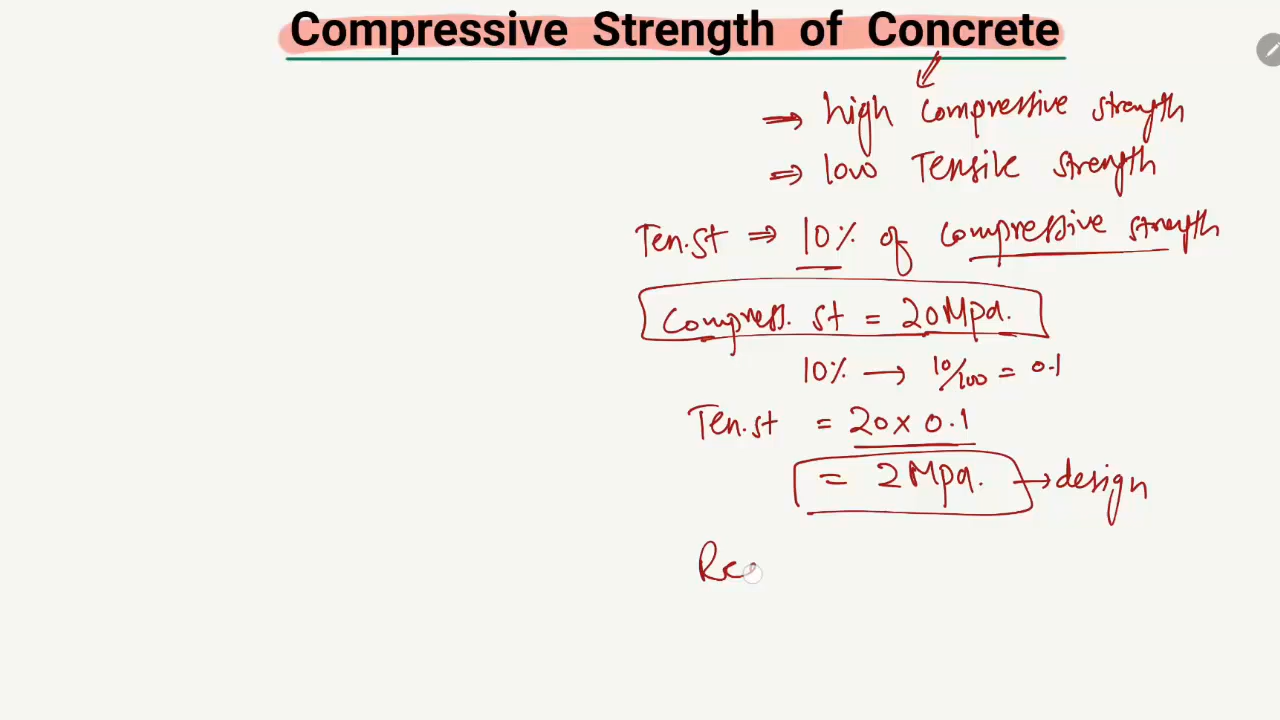 Compressive Strength of Concrete
⇒ high compressive strength
⇒ low Tensile strength
Ten.st ⇒ 10% of compressive strength
Compress. st = 20Mpa.
10% → 10/100 = 0.1
Ten.st = 20 x 0.1
= 2Mpa. → design